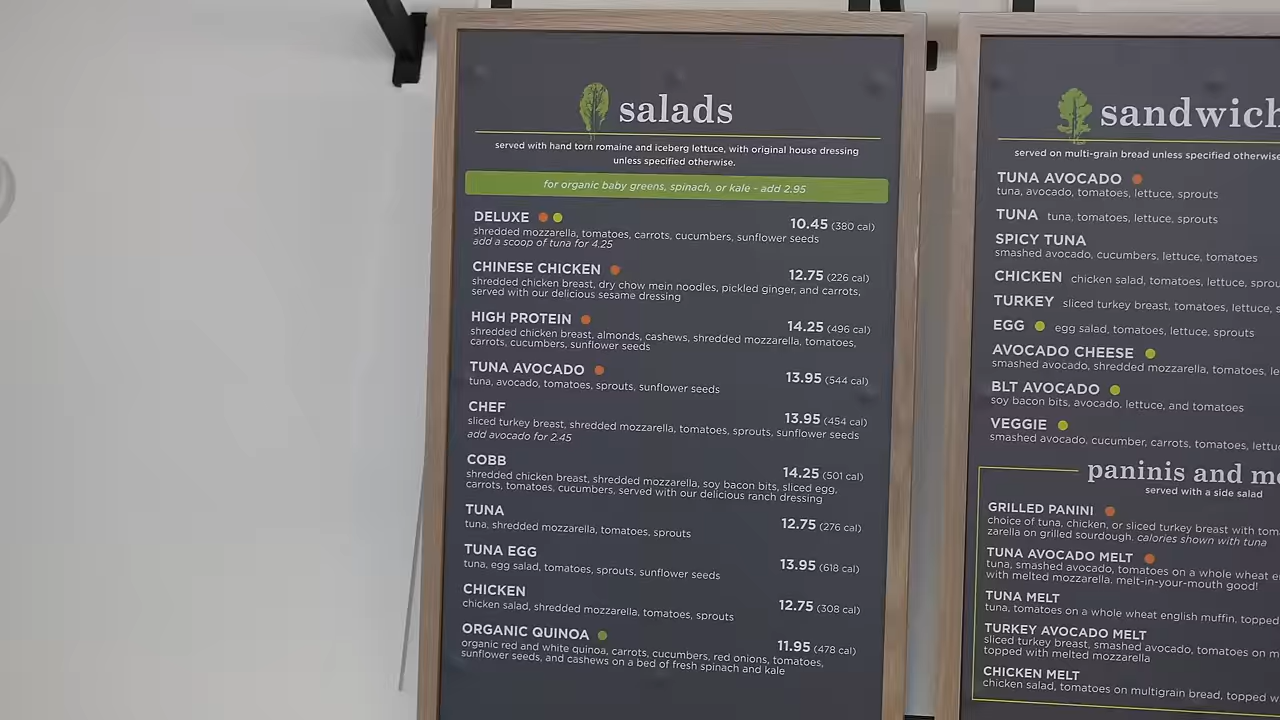 salads
served with hand torn romaine and iceberg lettuce, with original house dressing
unless specified otherwise.
for organic baby greens, spinach, or kale - add 2.95
DELUXE 10.45 (380 cal)
shredded mozzarella, tomatoes, carrots, cucumbers, sunflower seeds
add a scoop of tuna for 4.25
CHINESE CHICKEN 12.75 (226 cal)
shredded chicken breast, dry chow mein noodles, pickled ginger, and carrots,
served with our delicious sesame dressing
HIGH PROTEIN 14.25 (496 cal)
shredded chicken breast, almonds, cashews, shredded mozzarella, tomatoes,
carrots, cucumbers, sunflower seeds
TUNA AVOCADO 13.95 (544 cal)
tuna, avocado, tomatoes, sprouts, sunflower seeds
CHEF 13.95 (454 cal)
sliced turkey breast, shredded mozzarella, tomatoes, sprouts, sunflower seeds
add avocado for 2.45
COBB 14.25 (501 cal)
shredded chicken breast, shredded mozzarella, soy bacon bits, sliced egg,
carrots, tomatoes, cucumbers, served with our delicious ranch dressing
TUNA 12.75 (276 cal)
tuna, shredded mozzarella, tomatoes, sprouts
TUNA EGG 13.95 (618 cal)
tuna, egg salad, tomatoes, sprouts, sunflower seeds
CHICKEN 12.75 (308 cal)
chicken salad, shredded mozzarella, tomatoes, sprouts
ORGANIC QUINOA 11.95 (478 cal)
organic red and white quinoa, carrots, cucumbers, red onions, tomatoes,
sunflower seeds, and cashews on a bed of fresh spinach and kale
sandwich
served on multi-grain bread unless specified otherwise
TUNA AVOCADO
tuna, avocado, tomatoes, lettuce, sprouts
TUNA tuna, tomatoes, lettuce, sprouts
SPICY TUNA
smashed avocado, cucumbers, lettuce, tomatoes
CHICKEN chicken salad, tomatoes, lettuce, sprou
TURKEY sliced turkey breast, tomatoes, lettuce, s
EGG egg salad, tomatoes, lettuce, sprouts
AVOCADO CHEESE
smashed avocado, shredded mozzarella, tomatoes, le
BLT AVOCADO
soy bacon bits, avocado, lettuce, and tomatoes
VEGGIE
smashed avocado, cucumber, carrots, tomatoes, lettu
paninis and me
served with a side salad
GRILLED PANINI
choice of tuna, chicken, or sliced turkey breast with tom
zarella on grilled sourdough. calories shown with tuna
TUNA AVOCADO MELT
tuna, smashed avocado, tomatoes on a whole wheat e
with melted mozzarella. melt-in-your-mouth good!
TUNA MELT
tuna, tomatoes on a whole wheat english muffin, topped
TURKEY AVOCADO MELT
sliced turkey breast, smashed avocado, tomatoes on m
topped with melted mozzarella
CHICKEN MELT
chicken salad, tomatoes on multigrain bread, topped w